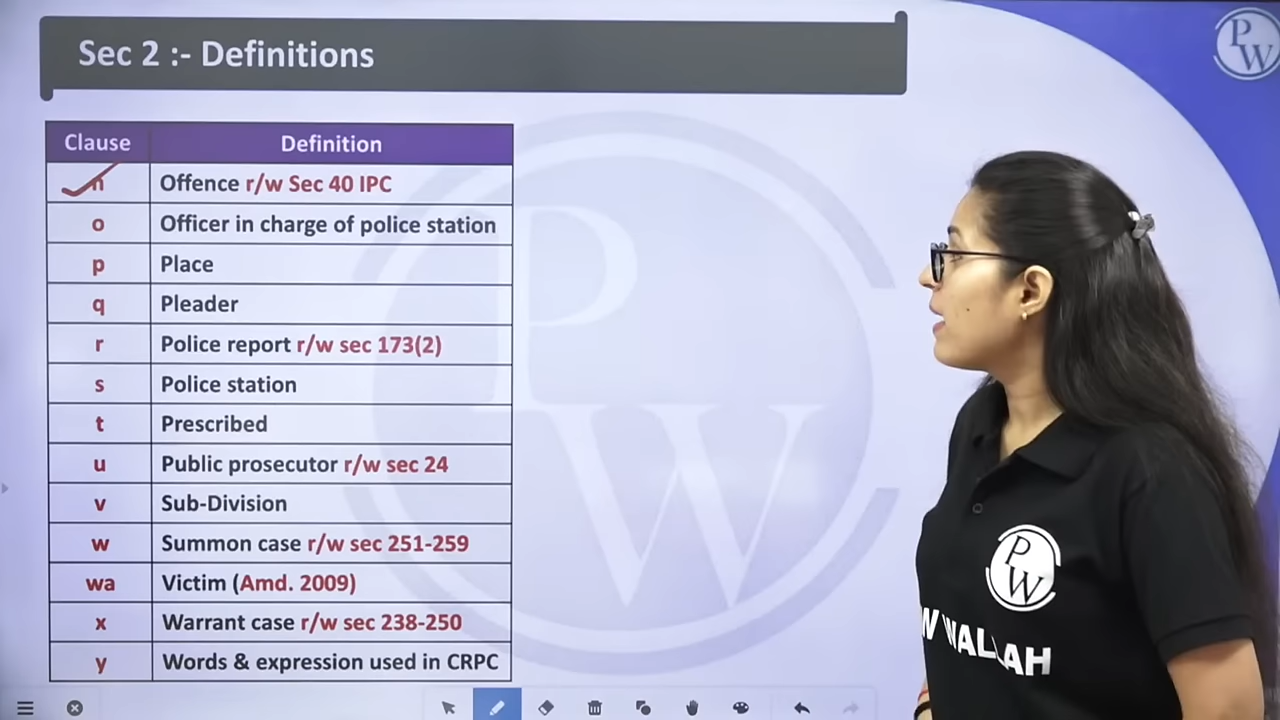 Sec 2 :- Definitions
PW
Clause Definition
n Offence r/w Sec 40 IPC
o Officer in charge of police station
p Place
q Pleader
r Police report r/w sec 173(2)
s Police station
t Prescribed
u Public prosecutor r/w sec 24
v Sub-Division
w Summon case r/w sec 251-259
wa Victim (Amd. 2009)
x Warrant case r/w sec 238-250
y Words & expression used in CRPC
PW
PW
W WALLAH